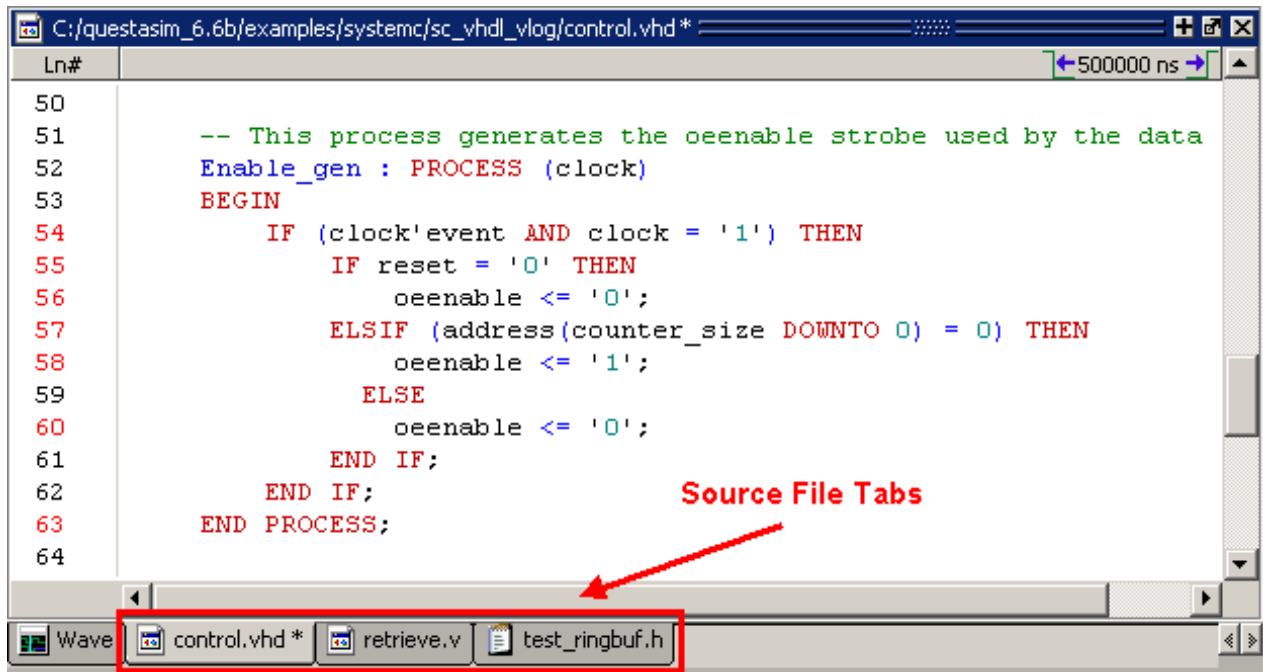 C:/questasim_6.6b/examples/systemc/sc_vhdl_vlog/control.vhd *
Ln#
500000 ns
50
51 -- This process generates the oeenable strobe used by the data
52 Enable_gen : PROCESS (clock)
53 BEGIN
54 IF (clock'event AND clock = '1') THEN
55 IF reset = '0' THEN
56 oeenable <= '0';
57 ELSIF (address(counter_size DOWNTO 0) = 0) THEN
58 oeenable <= '1';
59 ELSE
60 oeenable <= '0';
61 END IF;
62 END IF;
Source File Tabs
63 END PROCESS;
64
Wave control.vhd * retrieve.v test_ringbuf.h